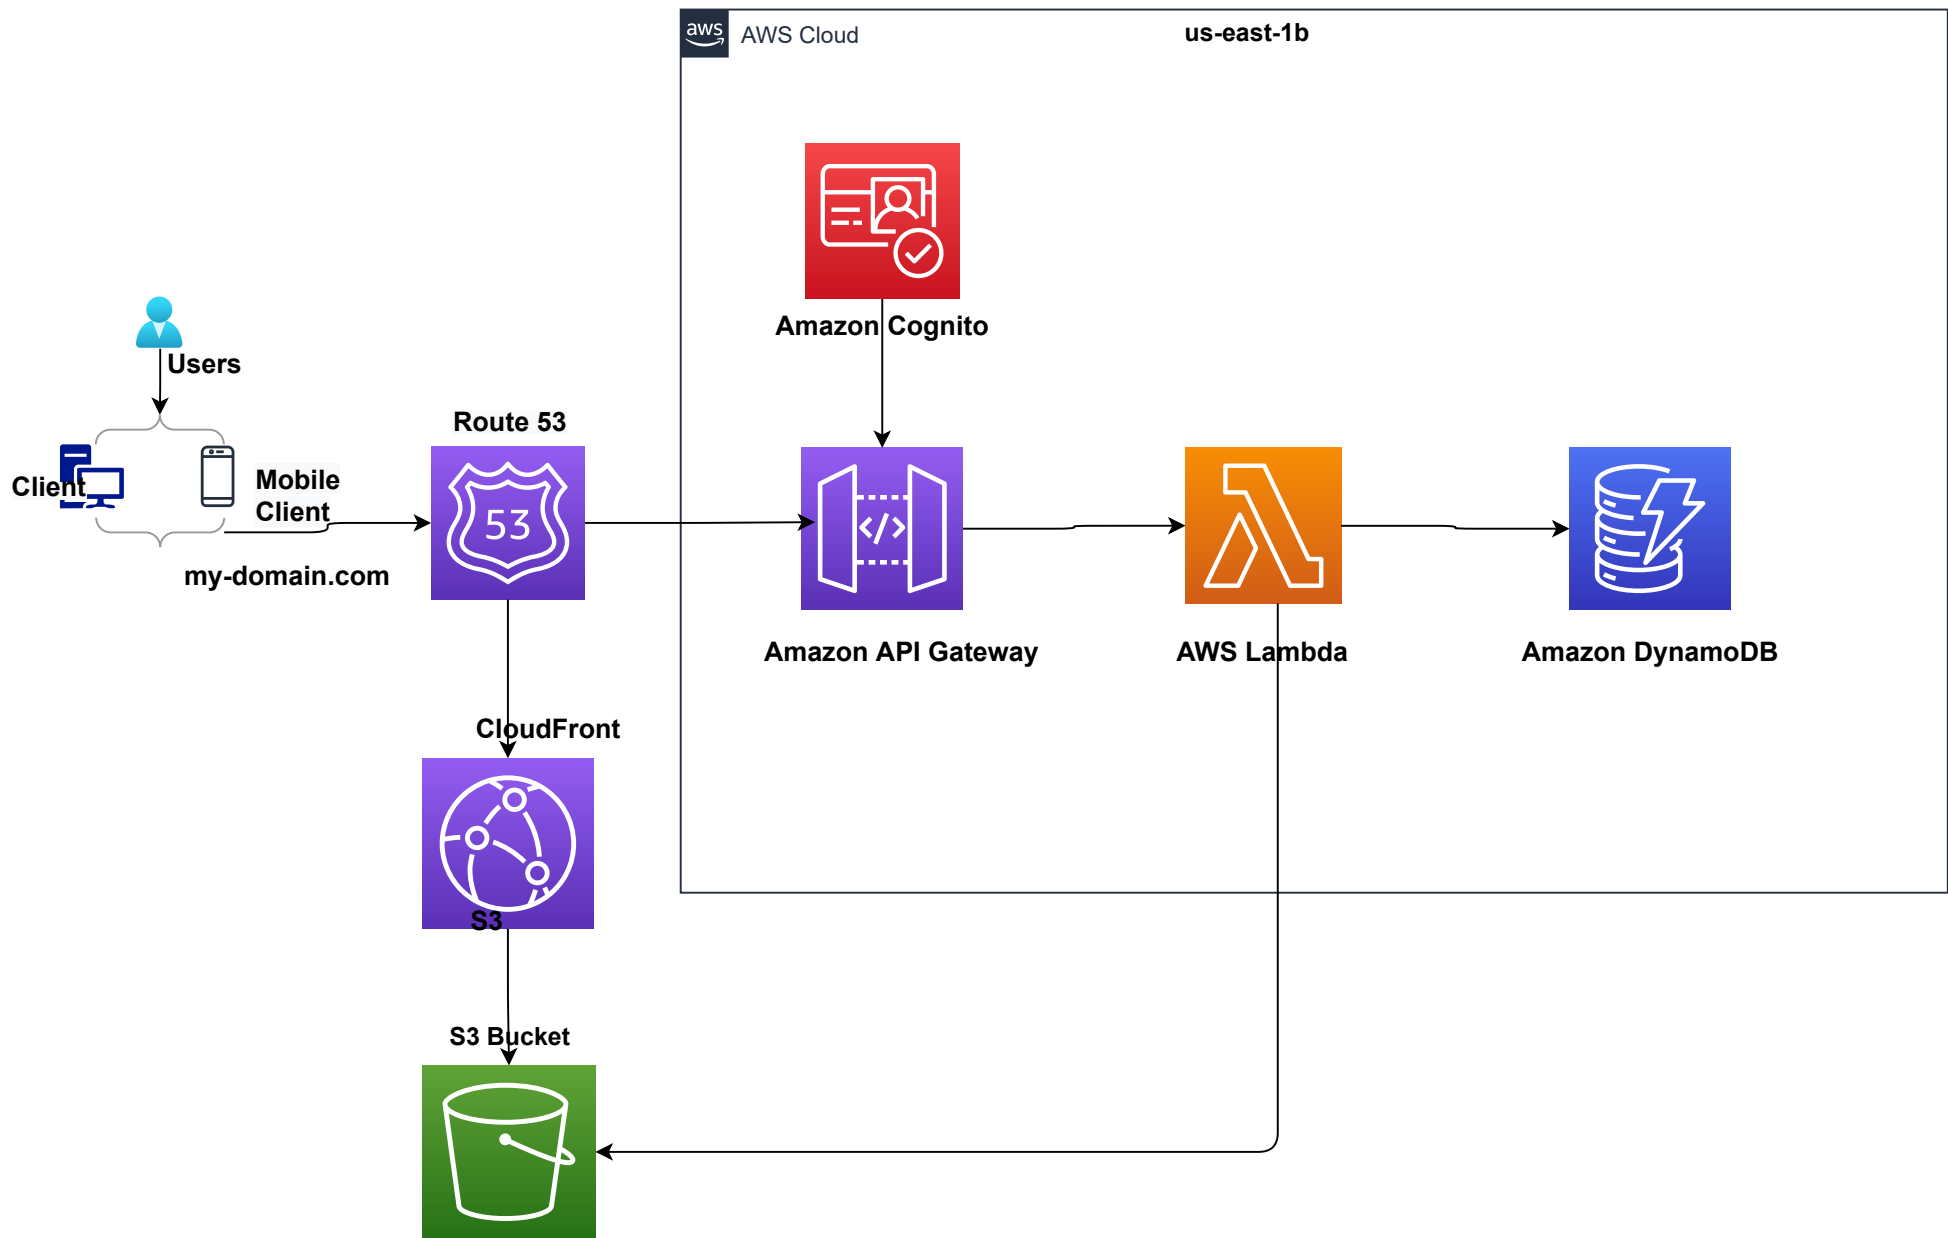 aws
AWS Cloud
us-east-1b
Amazon Cognito
Users
Route 53
Client
Mobile
Client
53
</>
my-domain.com
Amazon API Gateway
AWS Lambda
Amazon DynamoDB
CloudFront
S3
S3 Bucket